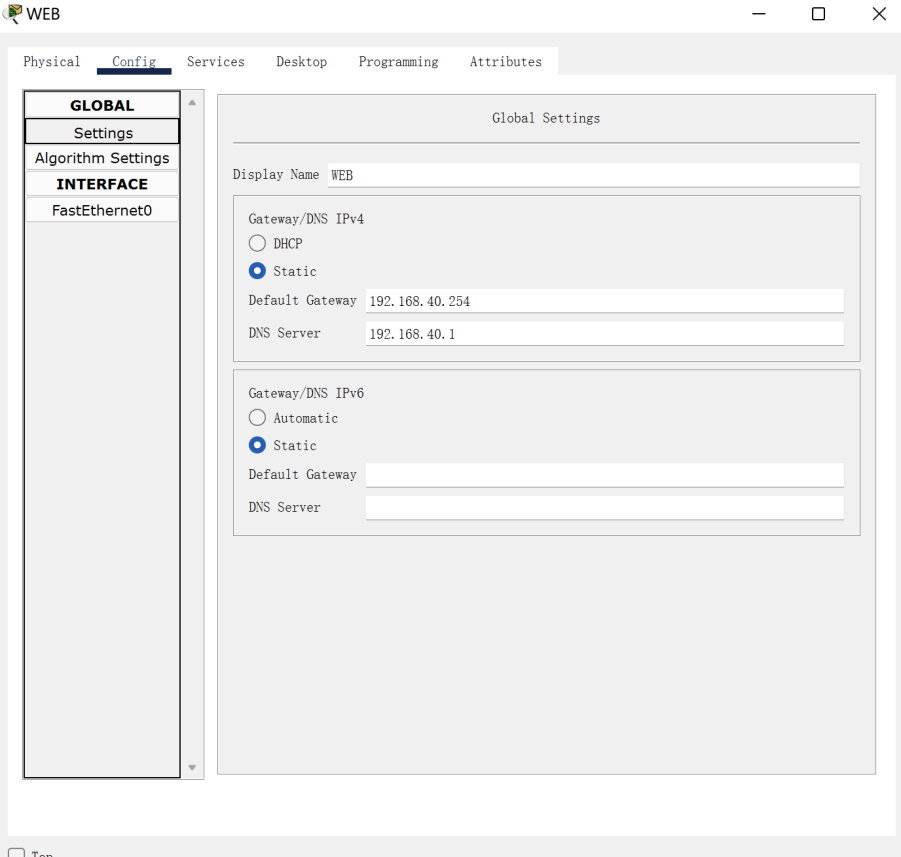 WEB
Physical Config Services Desktop Programming Attributes
GLOBAL
Settings
Algorithm Settings
INTERFACE
FastEthernet0
Global Settings
Display Name WEB
Gateway/DNS IPv4
DHCP
Static
Default Gateway 192.168.40.254
DNS Server 192.168.40.1
Gateway/DNS IPv6
Automatic
Static
Default Gateway
DNS Server
Top